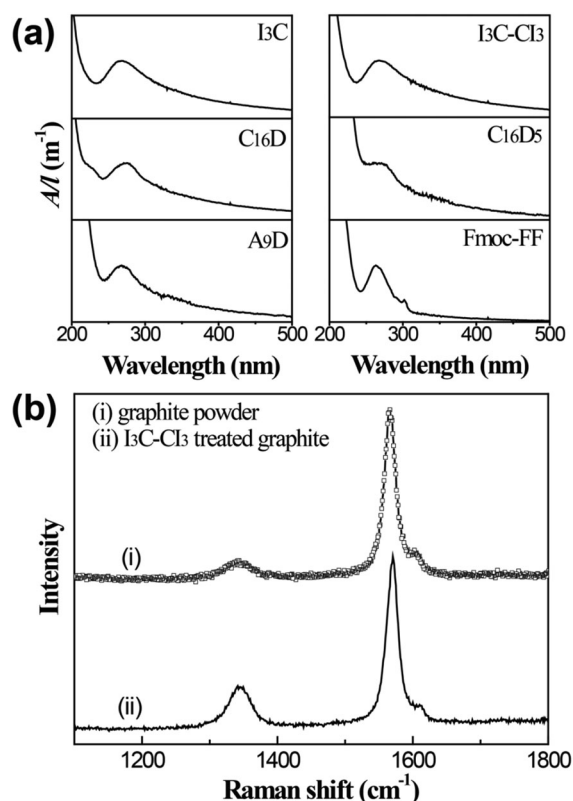 (a)
I3C
I3C-CI3
C16D
C16D5
A9D
Fmoc-FF
A/l (m⁻¹)
200 300 400 500
200 300 400 500
Wavelength (nm)
Wavelength (nm)
(b)
(i) graphite powder
(ii) I3C-CI3 treated graphite
(i)
(ii)
Intensity
1200 1400 1600 1800
Raman shift (cm⁻¹)